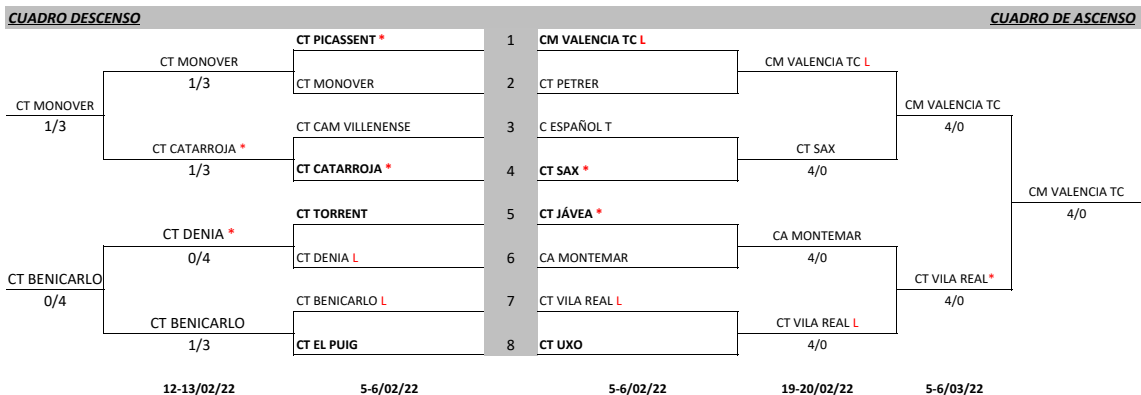 CUADRO DESCENSO CUADRO DE ASCENSO
CT PICASSENT * 1 CM VALENCIA TC L
CT MONOVER CM VALENCIA TC L
1/3 CT MONOVER 2 CT PETRER
CT MONOVER CM VALENCIA TC
1/3 CT CAM VILLENENSE 3 C ESPAÑOL T 4/0
CT CATARROJA * CT SAX
1/3 CT CATARROJA * 4 CT SAX * 4/0
CM VALENCIA TC
CT TORRENT 5 CT JÁVEA * 4/0
CT DENIA * CA MONTEMAR
0/4 CT DENIA L 6 CA MONTEMAR 4/0
CT BENICARLO CT VILA REAL*
0/4 CT BENICARLO L 7 CT VILA REAL L 4/0
CT BENICARLO CT VILA REAL L
1/3 CT EL PUIG 8 CT UXO 4/0
12-13/02/22 5-6/02/22 5-6/02/22 19-20/02/22 5-6/03/22